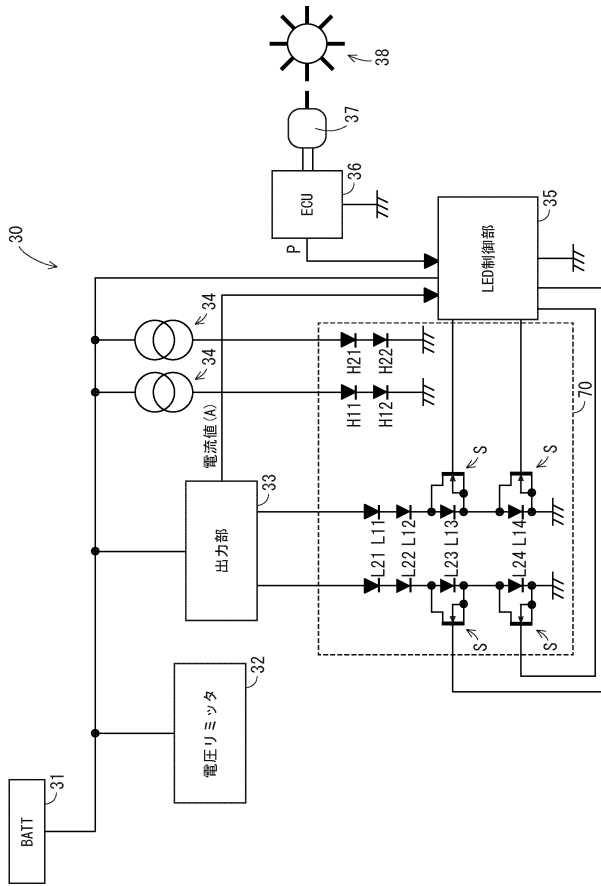 30
BATT
31
電圧リミッタ
32
出力部
33
電流値(A)
34
34
P
ECU
36
37
38
LED制御部
35
H11
H12
H21
H22
L21 L11
L22 L12
L23 L13
L24 L14
S
S
S
S
70